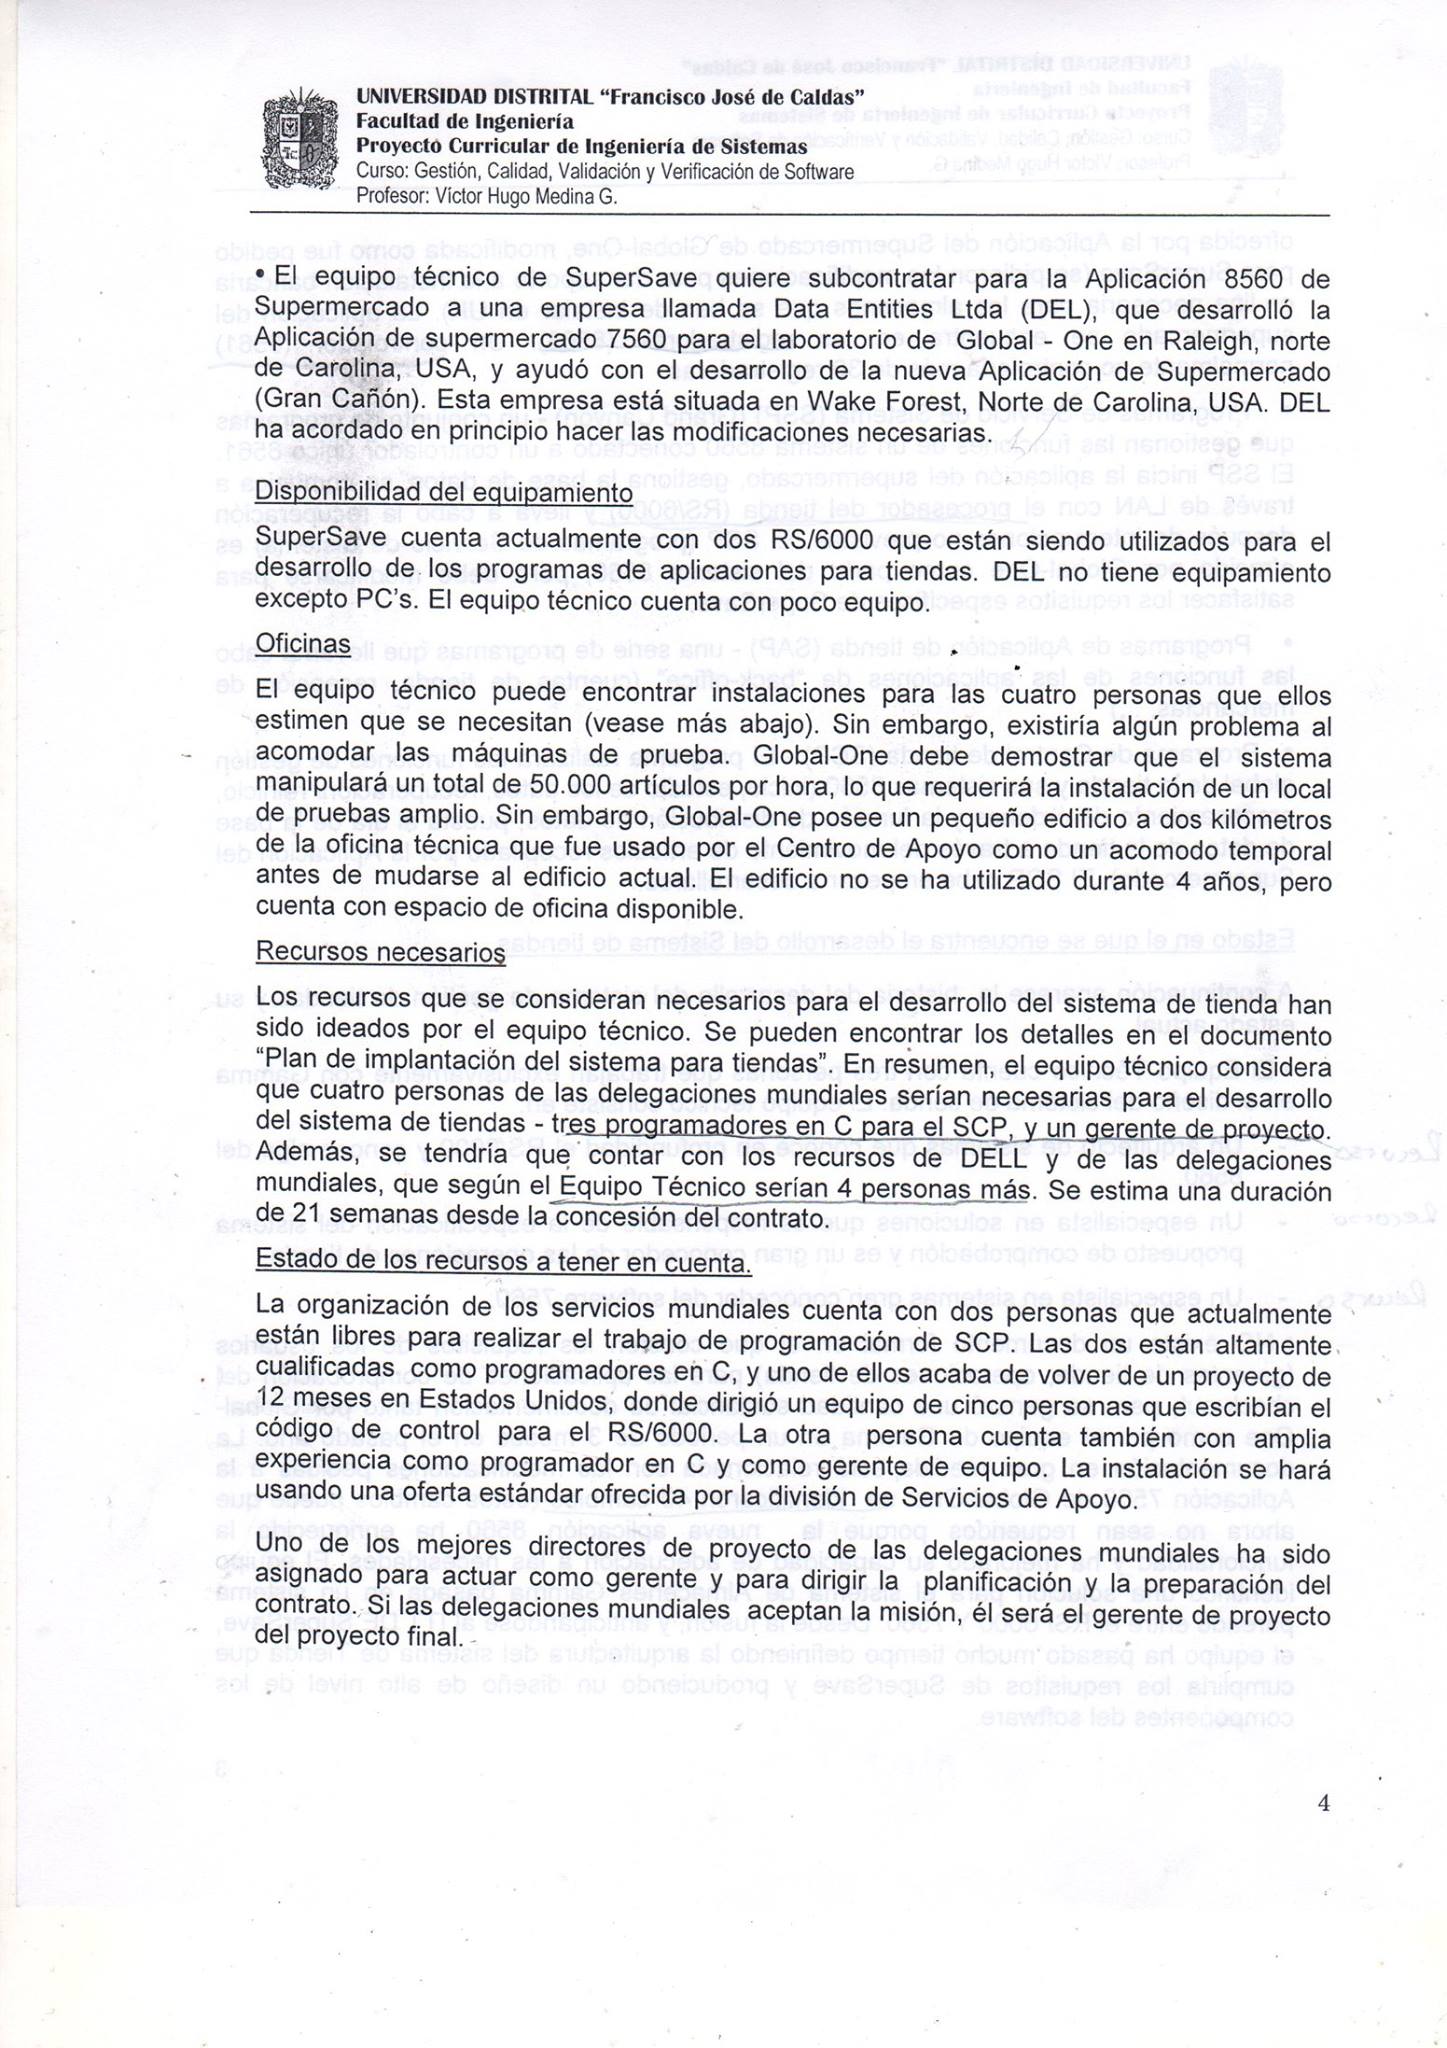 UNIVERSIDAD DISTRITAL “Francisco José de Caldas”
Facultad de Ingeniería
Proyecto Curricular de Ingeniería de Sistemas
Curso: Gestión, Calidad, Validación y Verificación de Software
Profesor: Víctor Hugo Medina G.
• El equipo técnico de SuperSave quiere subcontratar para la Aplicación 8560 de
Supermercado a una empresa llamada Data Entities Ltda (DEL), que desarrolló la
Aplicación de supermercado 7560 para el laboratorio de Global - One en Raleigh, norte
de Carolina, USA, y ayudó con el desarrollo de la nueva Aplicación de Supermercado
(Gran Cañón). Esta empresa está situada en Wake Forest, Norte de Carolina, USA. DEL
ha acordado en principio hacer las modificaciones necesarias.
Disponibilidad del equipamiento
SuperSave cuenta actualmente con dos RS/6000 que están siendo utilizados para el
desarrollo de los programas de aplicaciones para tiendas. DEL no tiene equipamiento
excepto PC’s. El equipo técnico cuenta con poco equipo.
Oficinas
El equipo técnico puede encontrar instalaciones para las cuatro personas que ellos
estimen que se necesitan (vease más abajo). Sin embargo, existiría algún problema al
acomodar las máquinas de prueba. Global-One debe demostrar que el sistema
manipulará un total de 50.000 artículos por hora, lo que requerirá la instalación de un local
de pruebas amplio. Sin embargo, Global-One posee un pequeño edificio a dos kilómetros
de la oficina técnica que fue usado por el Centro de Apoyo como un acomodo temporal
antes de mudarse al edificio actual. El edificio no se ha utilizado durante 4 años, pero
cuenta con espacio de oficina disponible.
Recursos necesarios
Los recursos que se consideran necesarios para el desarrollo del sistema de tienda han
sido ideados por el equipo técnico. Se pueden encontrar los detalles en el documento
“Plan de implantación del sistema para tiendas”. En resumen, el equipo técnico considera
que cuatro personas de las delegaciones mundiales serían necesarias para el desarrollo
del sistema de tiendas - tres programadores en C para el SCP, y un gerente de proyecto.
Además, se tendría que contar con los recursos de DELL y de las delegaciones
mundiales, que según el Equipo Técnico serían 4 personas más. Se estima una duración
de 21 semanas desde la concesión del contrato.
Estado de los recursos a tener en cuenta.
La organización de los servicios mundiales cuenta con dos personas que actualmente
están libres para realizar el trabajo de programación de SCP. Las dos están altamente
cualificadas como programadores en C, y uno de ellos acaba de volver de un proyecto de
12 meses en Estados Unidos, donde dirigió un equipo de cinco personas que escribían el
código de control para el RS/6000. La otra persona cuenta también con amplia
experiencia como programador en C y como gerente de equipo. La instalación se hará
usando una oferta estándar ofrecida por la división de Servicios de Apoyo.
Uno de los mejores directores de proyecto de las delegaciones mundiales ha sido
asignado para actuar como gerente y para dirigir la planificación y la preparación del
contrato. Si las delegaciones mundiales aceptan la misión, él será el gerente de proyecto
del proyecto final.
4